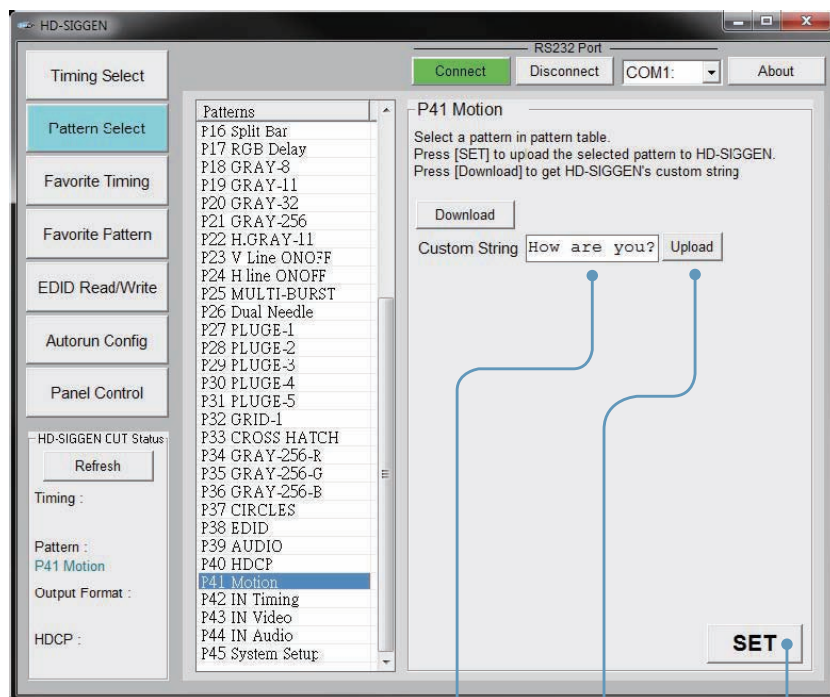 HD-SIGGEN
RS232 Port
Connect
Disconnect
COM1:
About
Timing Select
Pattern Select
Favorite Timing
Favorite Pattern
EDID Read/Write
Autorun Config
Panel Control
HD-SIGGEN CUT Status
Refresh
Timing :
Pattern :
P41 Motion
Output Format :
HDCP :
Patterns
P16 Split Bar
P17 RGB Delay
P18 GRAY-8
P19 GRAY-11
P20 GRAY-32
P21 GRAY-256
P22 H.GRAY-11
P23 V Line ONOFF
P24 H line ONOFF
P25 MULTI-BURST
P26 Dual Needle
P27 PLUGE-1
P28 PLUGE-2
P29 PLUGE-3
P30 PLUGE-4
P31 PLUGE-5
P32 GRID-1
P33 CROSS HATCH
P34 GRAY-256-R
P35 GRAY-256-G
P36 GRAY-256-B
P37 CIRCLES
P38 EDID
P39 AUDIO
P40 HDCP
P41 Motion
P42 IN Timing
P43 IN Video
P44 IN Audio
P45 System Setup
P41 Motion
Select a pattern in pattern table.
Press [SET] to upload the selected pattern to HD-SIGGEN.
Press [Download] to get HD-SIGGEN's custom string
Download
Custom String How are you? Upload
SET